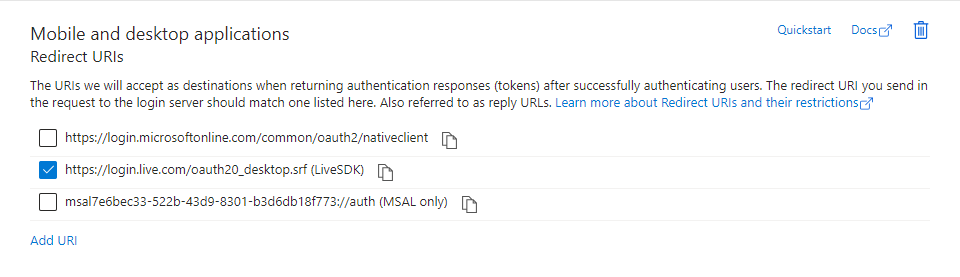 Mobile and desktop applications
Quickstart
Docs
Redirect URIs
The URIs we will accept as destinations when returning authentication responses (tokens) after successfully authenticating users. The redirect URI you send in
the request to the login server should match one listed here. Also referred to as reply URLs. Learn more about Redirect URIs and their restrictions
https://login.microsoftonline.com/common/oauth2/nativeclient
https://login.live.com/oauth20_desktop.srf (LiveSDK)
msal7e6bec33-522b-43d9-8301-b3d6db18f773://auth (MSAL only)
Add URI